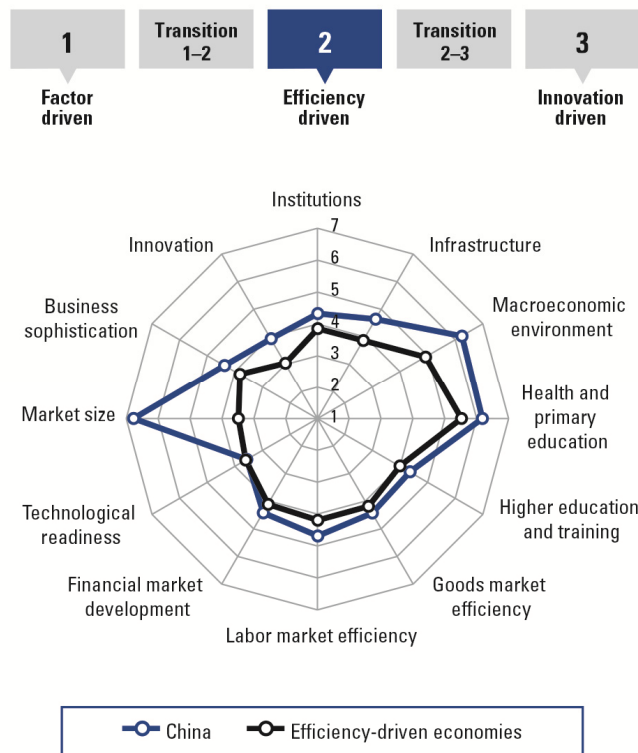 1
Transition
1–2
2
Transition
2–3
3
Factor
driven
Efficiency
driven
Innovation
driven
Institutions
Innovation
Infrastructure
Business
sophistication
Macroeconomic
environment
Market size
Health and
primary
education
Technological
readiness
Higher education
and training
Financial market
development
Goods market
efficiency
Labor market efficiency
7
6
5
4
3
2
1
China
Efficiency-driven economies